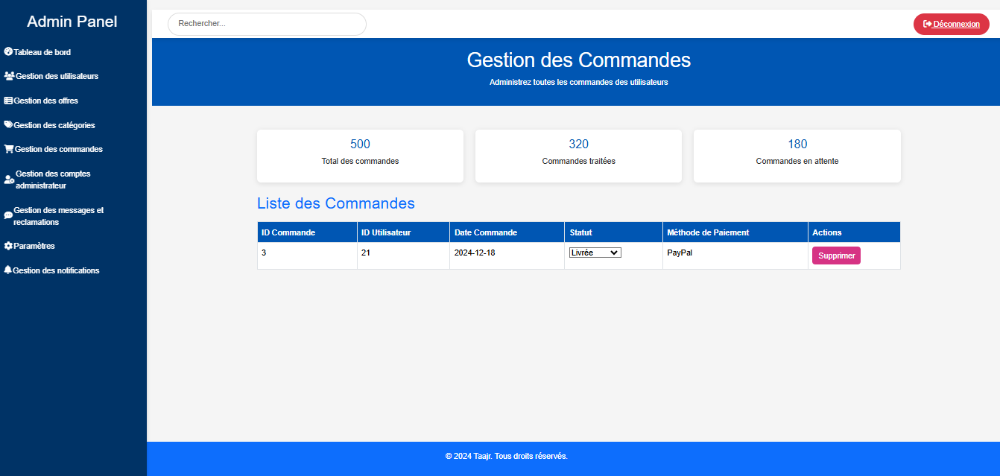 Admin Panel
Tableau de bord
Gestion des utilisateurs
Gestion des offres
Gestion des catégories
Gestion des commandes
Gestion des comptes
administrateur
Gestion des messages et
reclamations
Paramètres
Gestion des notifications
Rechercher...
Déconnexion
Gestion des Commandes
Administrez toutes les commandes des utilisateurs
500
Total des commandes
320
Commandes traitées
180
Commandes en attente
Liste des Commandes
ID Commande ID Utilisateur Date Commande Statut Méthode de Paiement Actions
3 21 2024-12-18 Livrée PayPal Supprimer
© 2024 Taajr. Tous droits réservés.